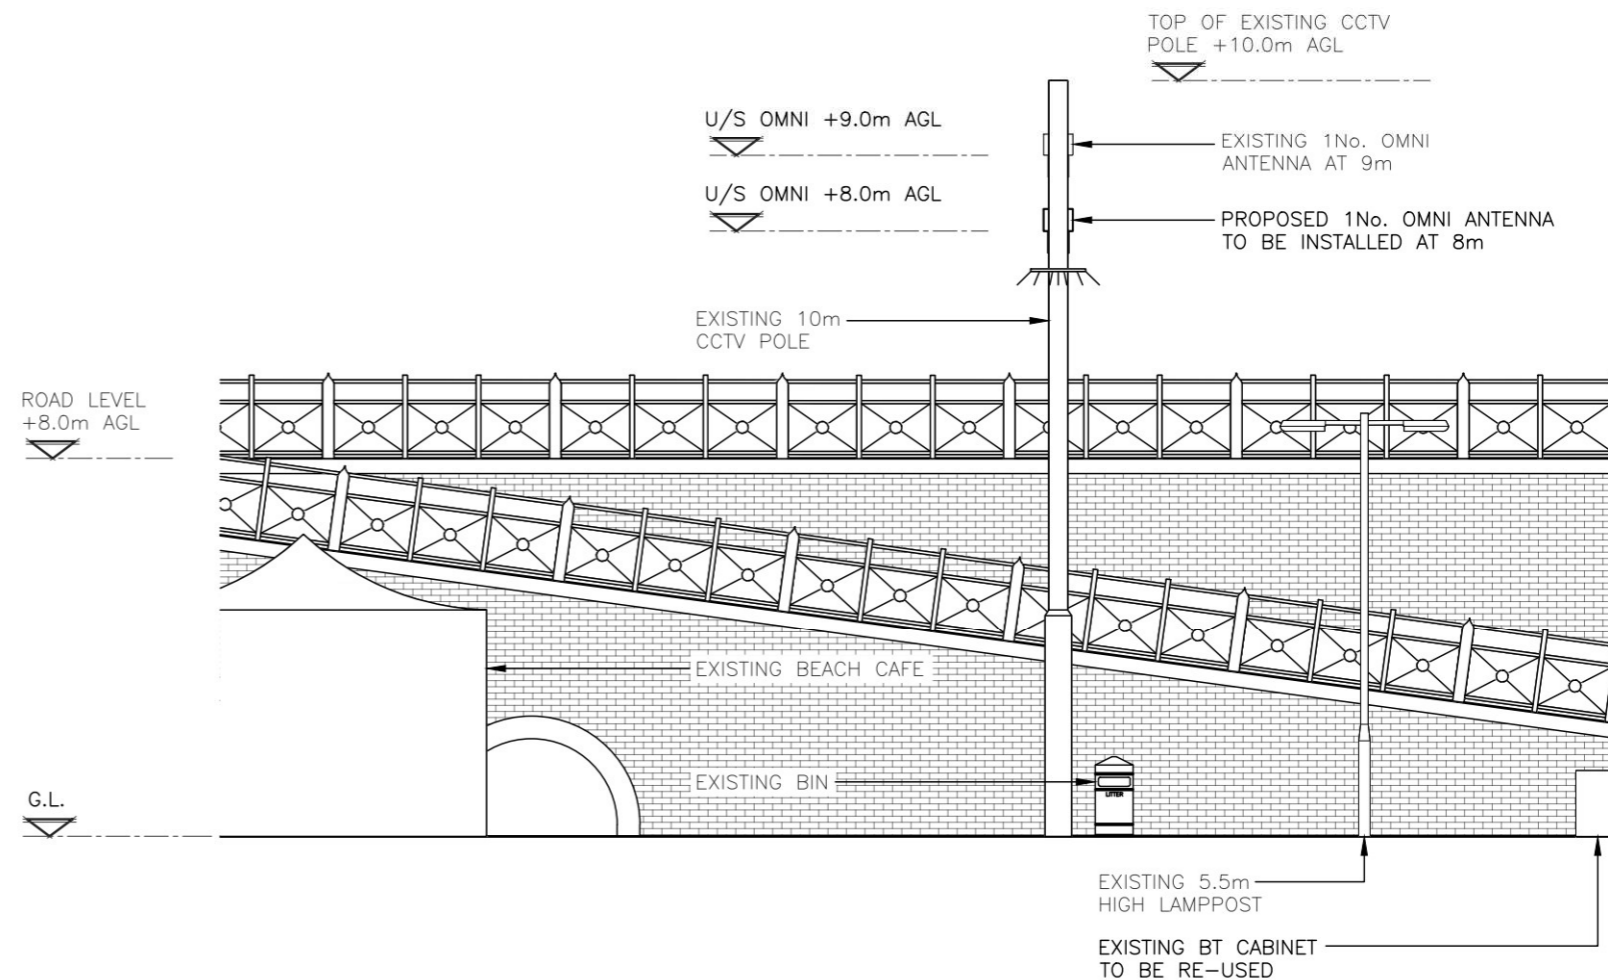 TOP OF EXISTING CCTV
POLE +10.0m AGL
U/S OMNI +9.0m AGL
EXISTING 1No. OMNI
ANTENNA AT 9m
U/S OMNI +8.0m AGL
PROPOSED 1No. OMNI ANTENNA
TO BE INSTALLED AT 8m
EXISTING 10m
CCTV POLE
ROAD LEVEL
+8.0m AGL
EXISTING BEACH CAFE
EXISTING BIN
LITTER
G.L.
EXISTING 5.5m
HIGH LAMPPOST
EXISTING BT CABINET
TO BE RE-USED